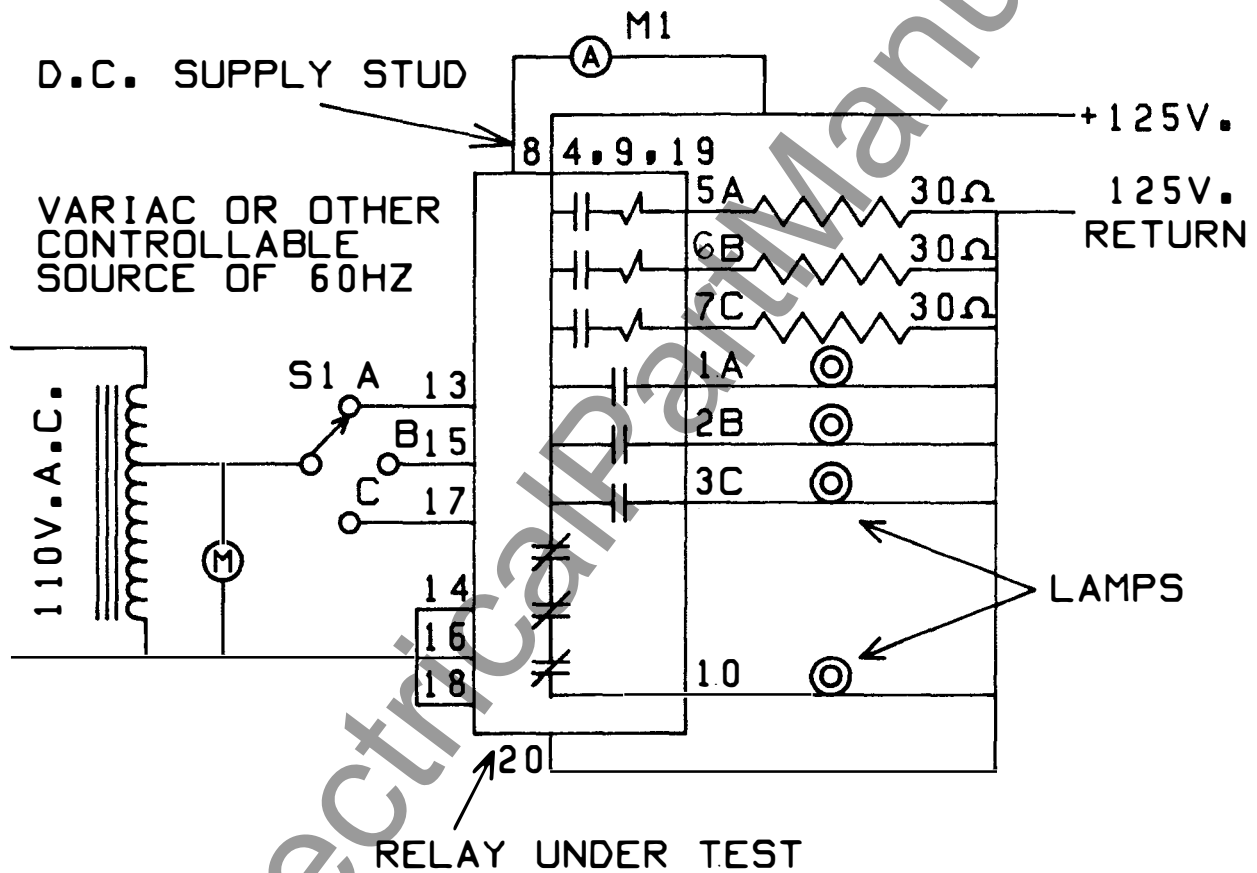 M1
A
D.C. SUPPLY STUD
+125V.
8 4,9,19
5A 30Ω 125V.
RETURN
VARIAC OR OTHER
CONTROLLABLE
SOURCE OF 60HZ
6B 30Ω
7C 30Ω
S1 A 13
1A
B 15
2B
C 17
3C
110V.A.C.
M
14
16
18
LAMPS
10
20
RELAY UNDER TEST
ectricalPartManu